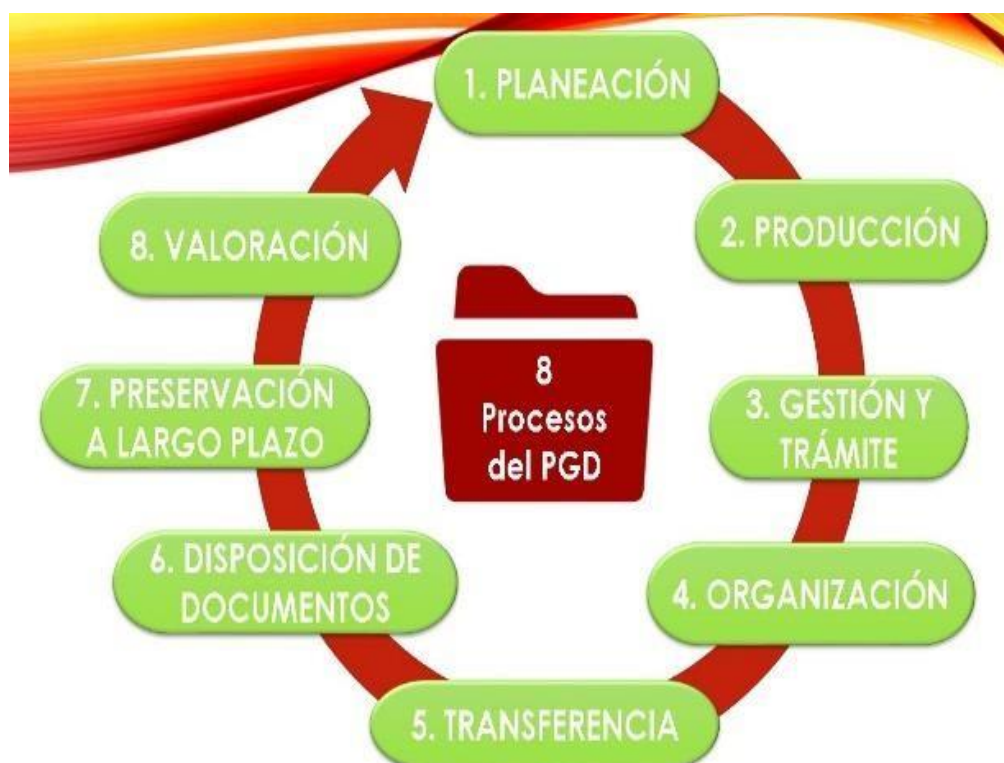 1. PLANEACIÓN
2. PRODUCCIÓN
3. GESTIÓN Y
TRÁMITE
4. ORGANIZACIÓN
5. TRANSFERENCIA
6. DISPOSICIÓN DE
DOCUMENTOS
7. PRESERVACIÓN
A LARGO PLAZO
8. VALORACIÓN
8
Procesos
del PGD